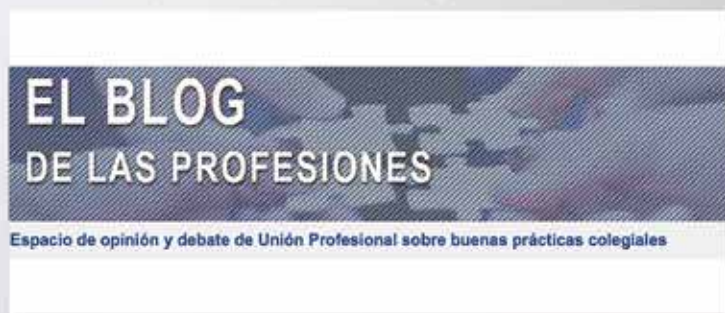 EL BLOG
DE LAS PROFESIONES
Espacio de opinión y debate de Unión Profesional sobre buenas prácticas colegiales